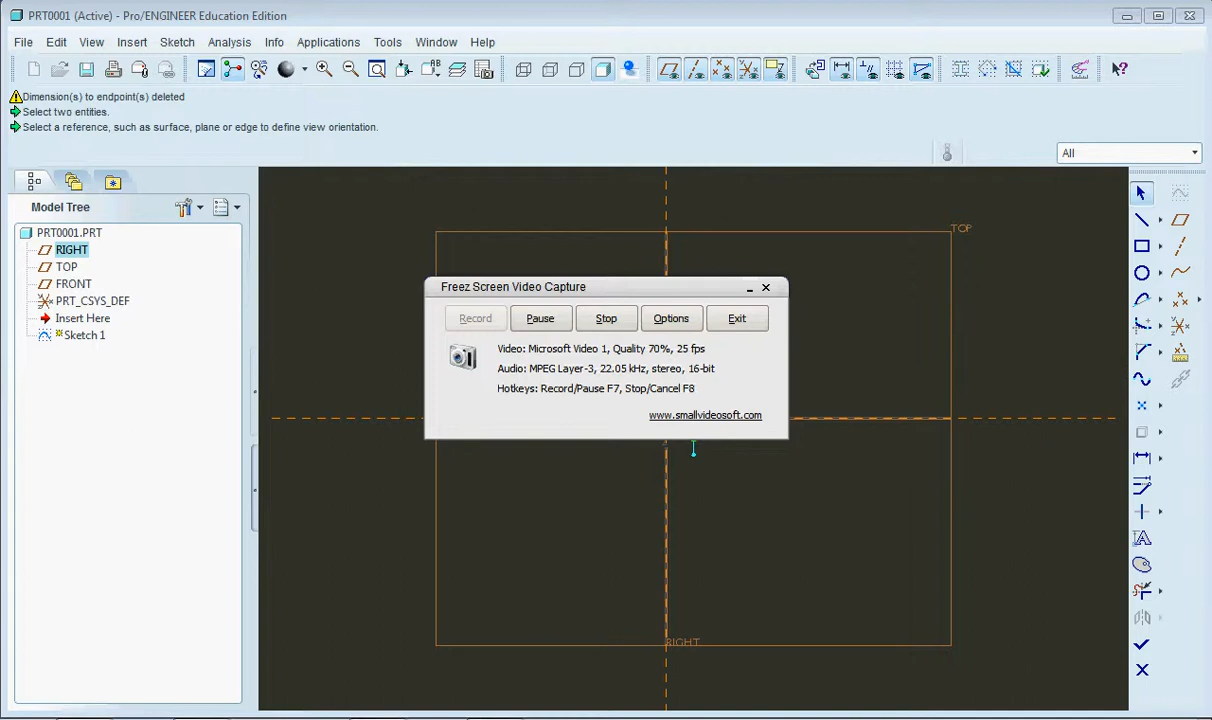 PRT0001 (Active) - Pro/ENGINEER Education Edition
File Edit View Insert Sketch Analysis Info Applications Tools Window Help
Dimension(s) to endpoint(s) deleted
Select two entities.
Select a reference, such as surface, plane or edge to define view orientation.
All
Model Tree
PRT0001.PRT
RIGHT
TOP
FRONT
PRT_CSYS_DEF
Insert Here
Sketch 1
TOP
Freez Screen Video Capture
Record Pause Stop Options Exit
Video: Microsoft Video 1, Quality 70%, 25 fps
Audio: MPEG Layer-3, 22.05 kHz, stereo, 16-bit
Hotkeys: Record/Pause F7, Stop/Cancel F8
www.smallvideosoft.com
RIGHT